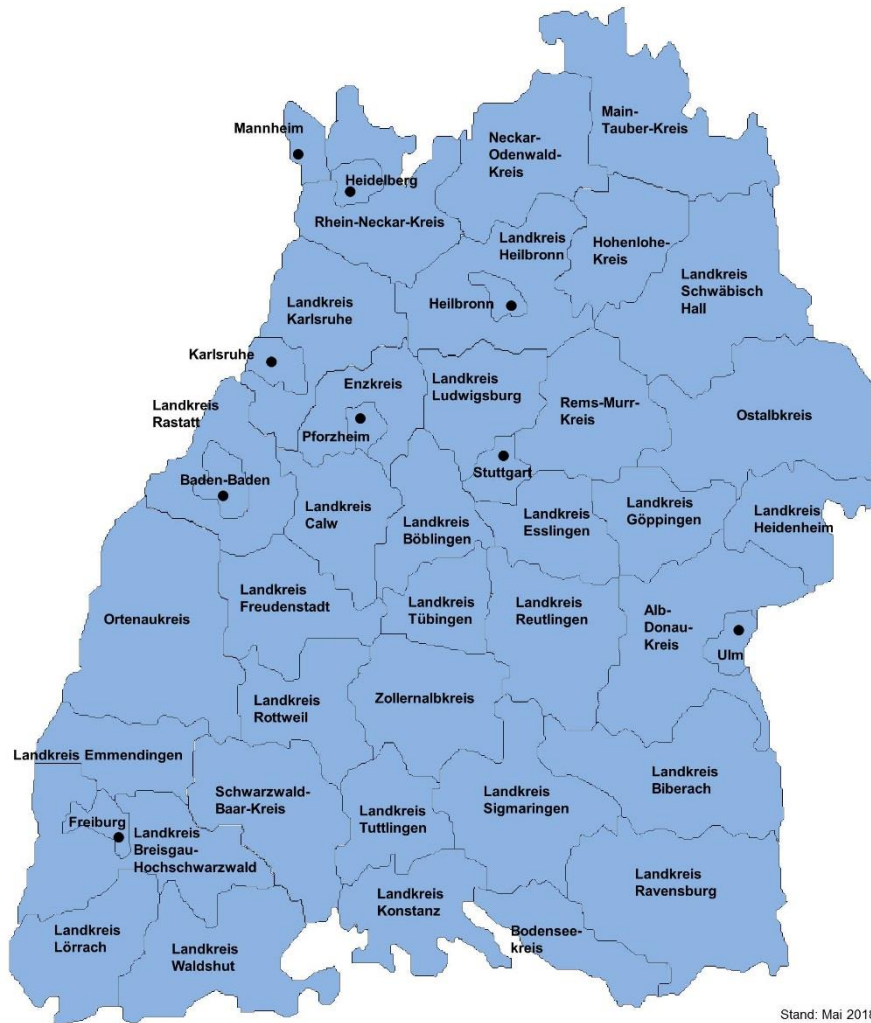 Main-
Tauber-Kreis
Mannheim
Neckar-
Odenwald-
Kreis
Heidelberg
Rhein-Neckar-Kreis
Landkreis
Heilbronn
Hohenlohe-
Kreis
Landkreis
Schwäbisch
Hall
Landkreis
Karlsruhe
Heilbronn
Karlsruhe
Enzkreis
Landkreis
Ludwigsburg
Rems-Murr-
Kreis
Ostalbkreis
Landkreis
Rastatt
Pforzheim
Stuttgart
Baden-Baden
Landkreis
Calw
Landkreis
Böblingen
Landkreis
Esslingen
Landkreis
Göppingen
Landkreis
Heidenheim
Ortenaukreis
Landkreis
Freudenstadt
Landkreis
Tübingen
Landkreis
Reutlingen
Alb-
Donau-
Kreis
Ulm
Landkreis
Rottweil
Zollernalbkreis
Landkreis Emmendingen
Schwarzwald-
Baar-Kreis
Landkreis
Tuttlingen
Landkreis
Sigmaringen
Landkreis
Biberach
Freiburg
Landkreis
Breisgau-
Hochschwarzwald
Landkreis
Konstanz
Landkreis
Ravensburg
Landkreis
Lörrach
Landkreis
Waldshut
Bodensee-
kreis
Stand: Mai 2018